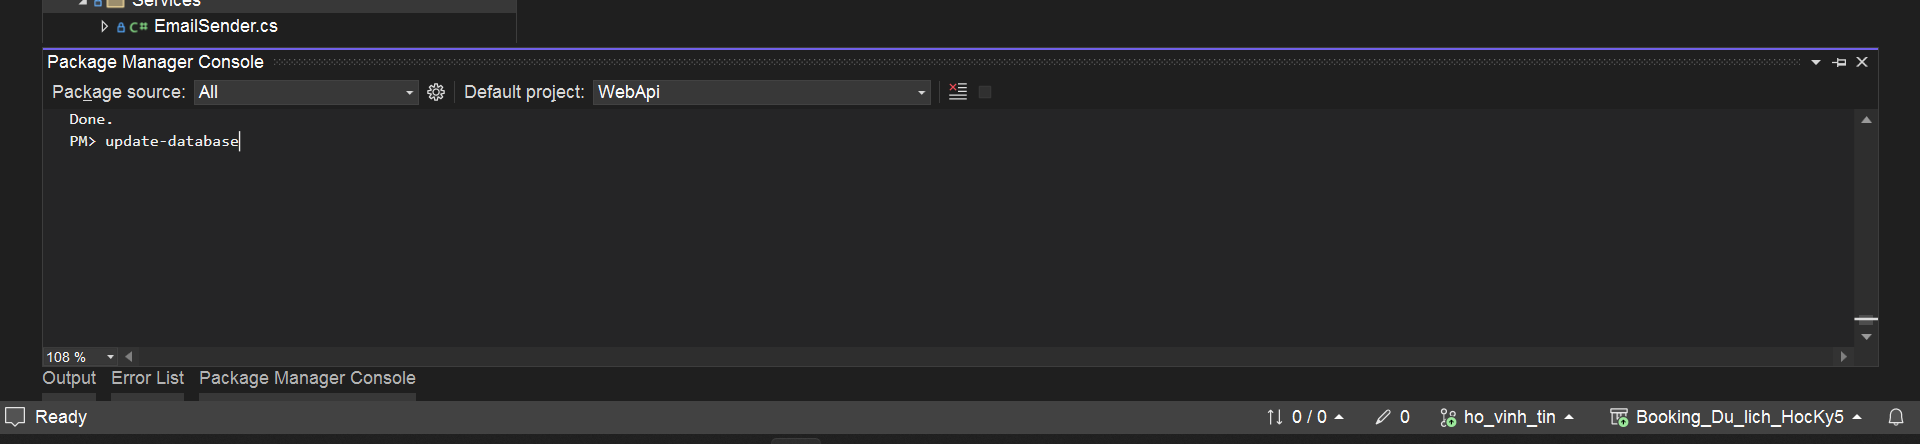 Services
C# EmailSender.cs
Package Manager Console
Package source: All Default project: WebApi
Done.
PM> update-database
108 %
Output Error List Package Manager Console
Ready 0 / 0 0 ho_vinh_tin Booking_Du_lich_HocKy5